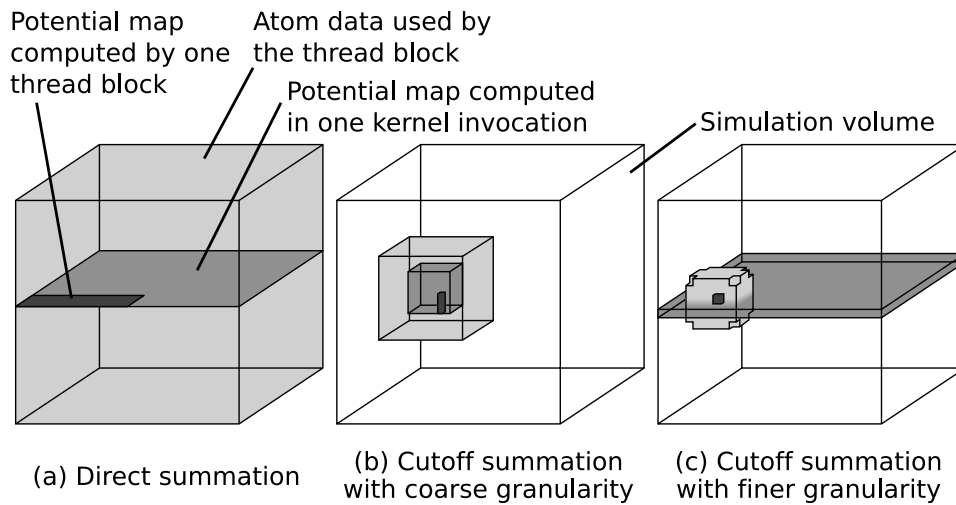 Potential map
computed by one
thread block
Atom data used by
the thread block
Potential map computed
in one kernel invocation
Simulation volume
(a) Direct summation
(b) Cutoff summation
with coarse granularity
(c) Cutoff summation
with finer granularity